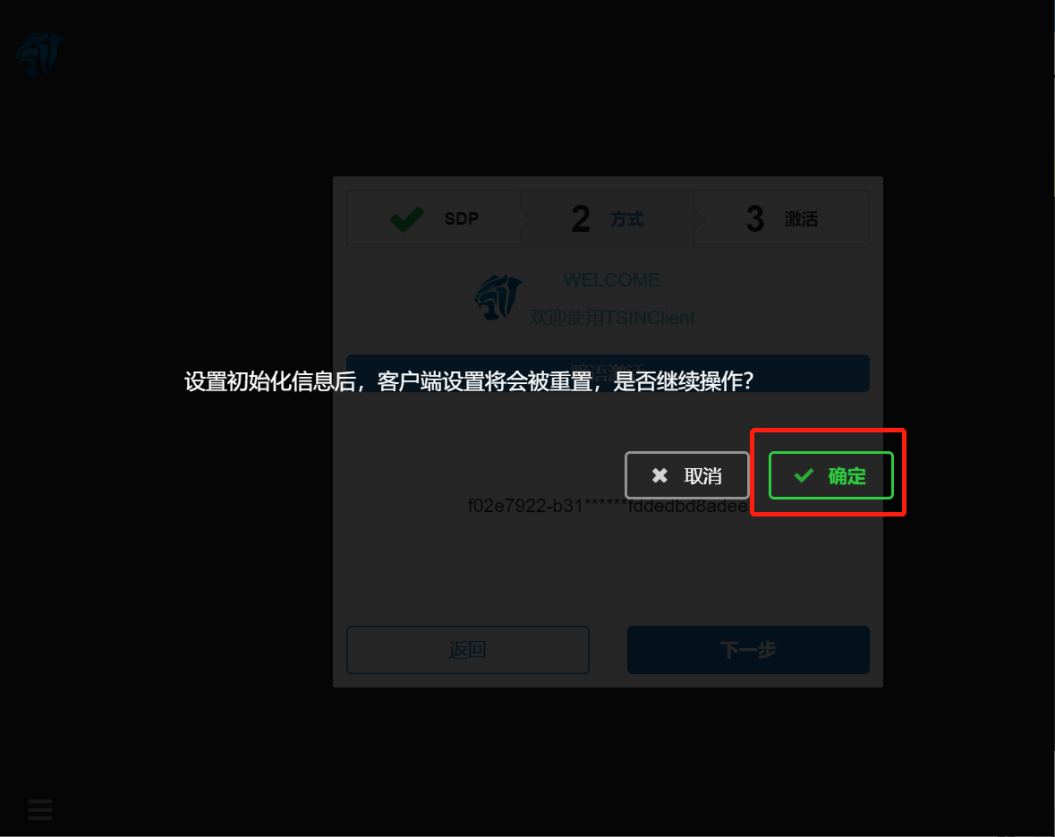 SDP
2 方式
3 激活
WELCOME
欢迎使用TSINClient
设置初始化信息后，客户端设置将会被重置，是否继续操作？
取消
确定
f02e7922-b31******fddedbd8adee
返回
下一步